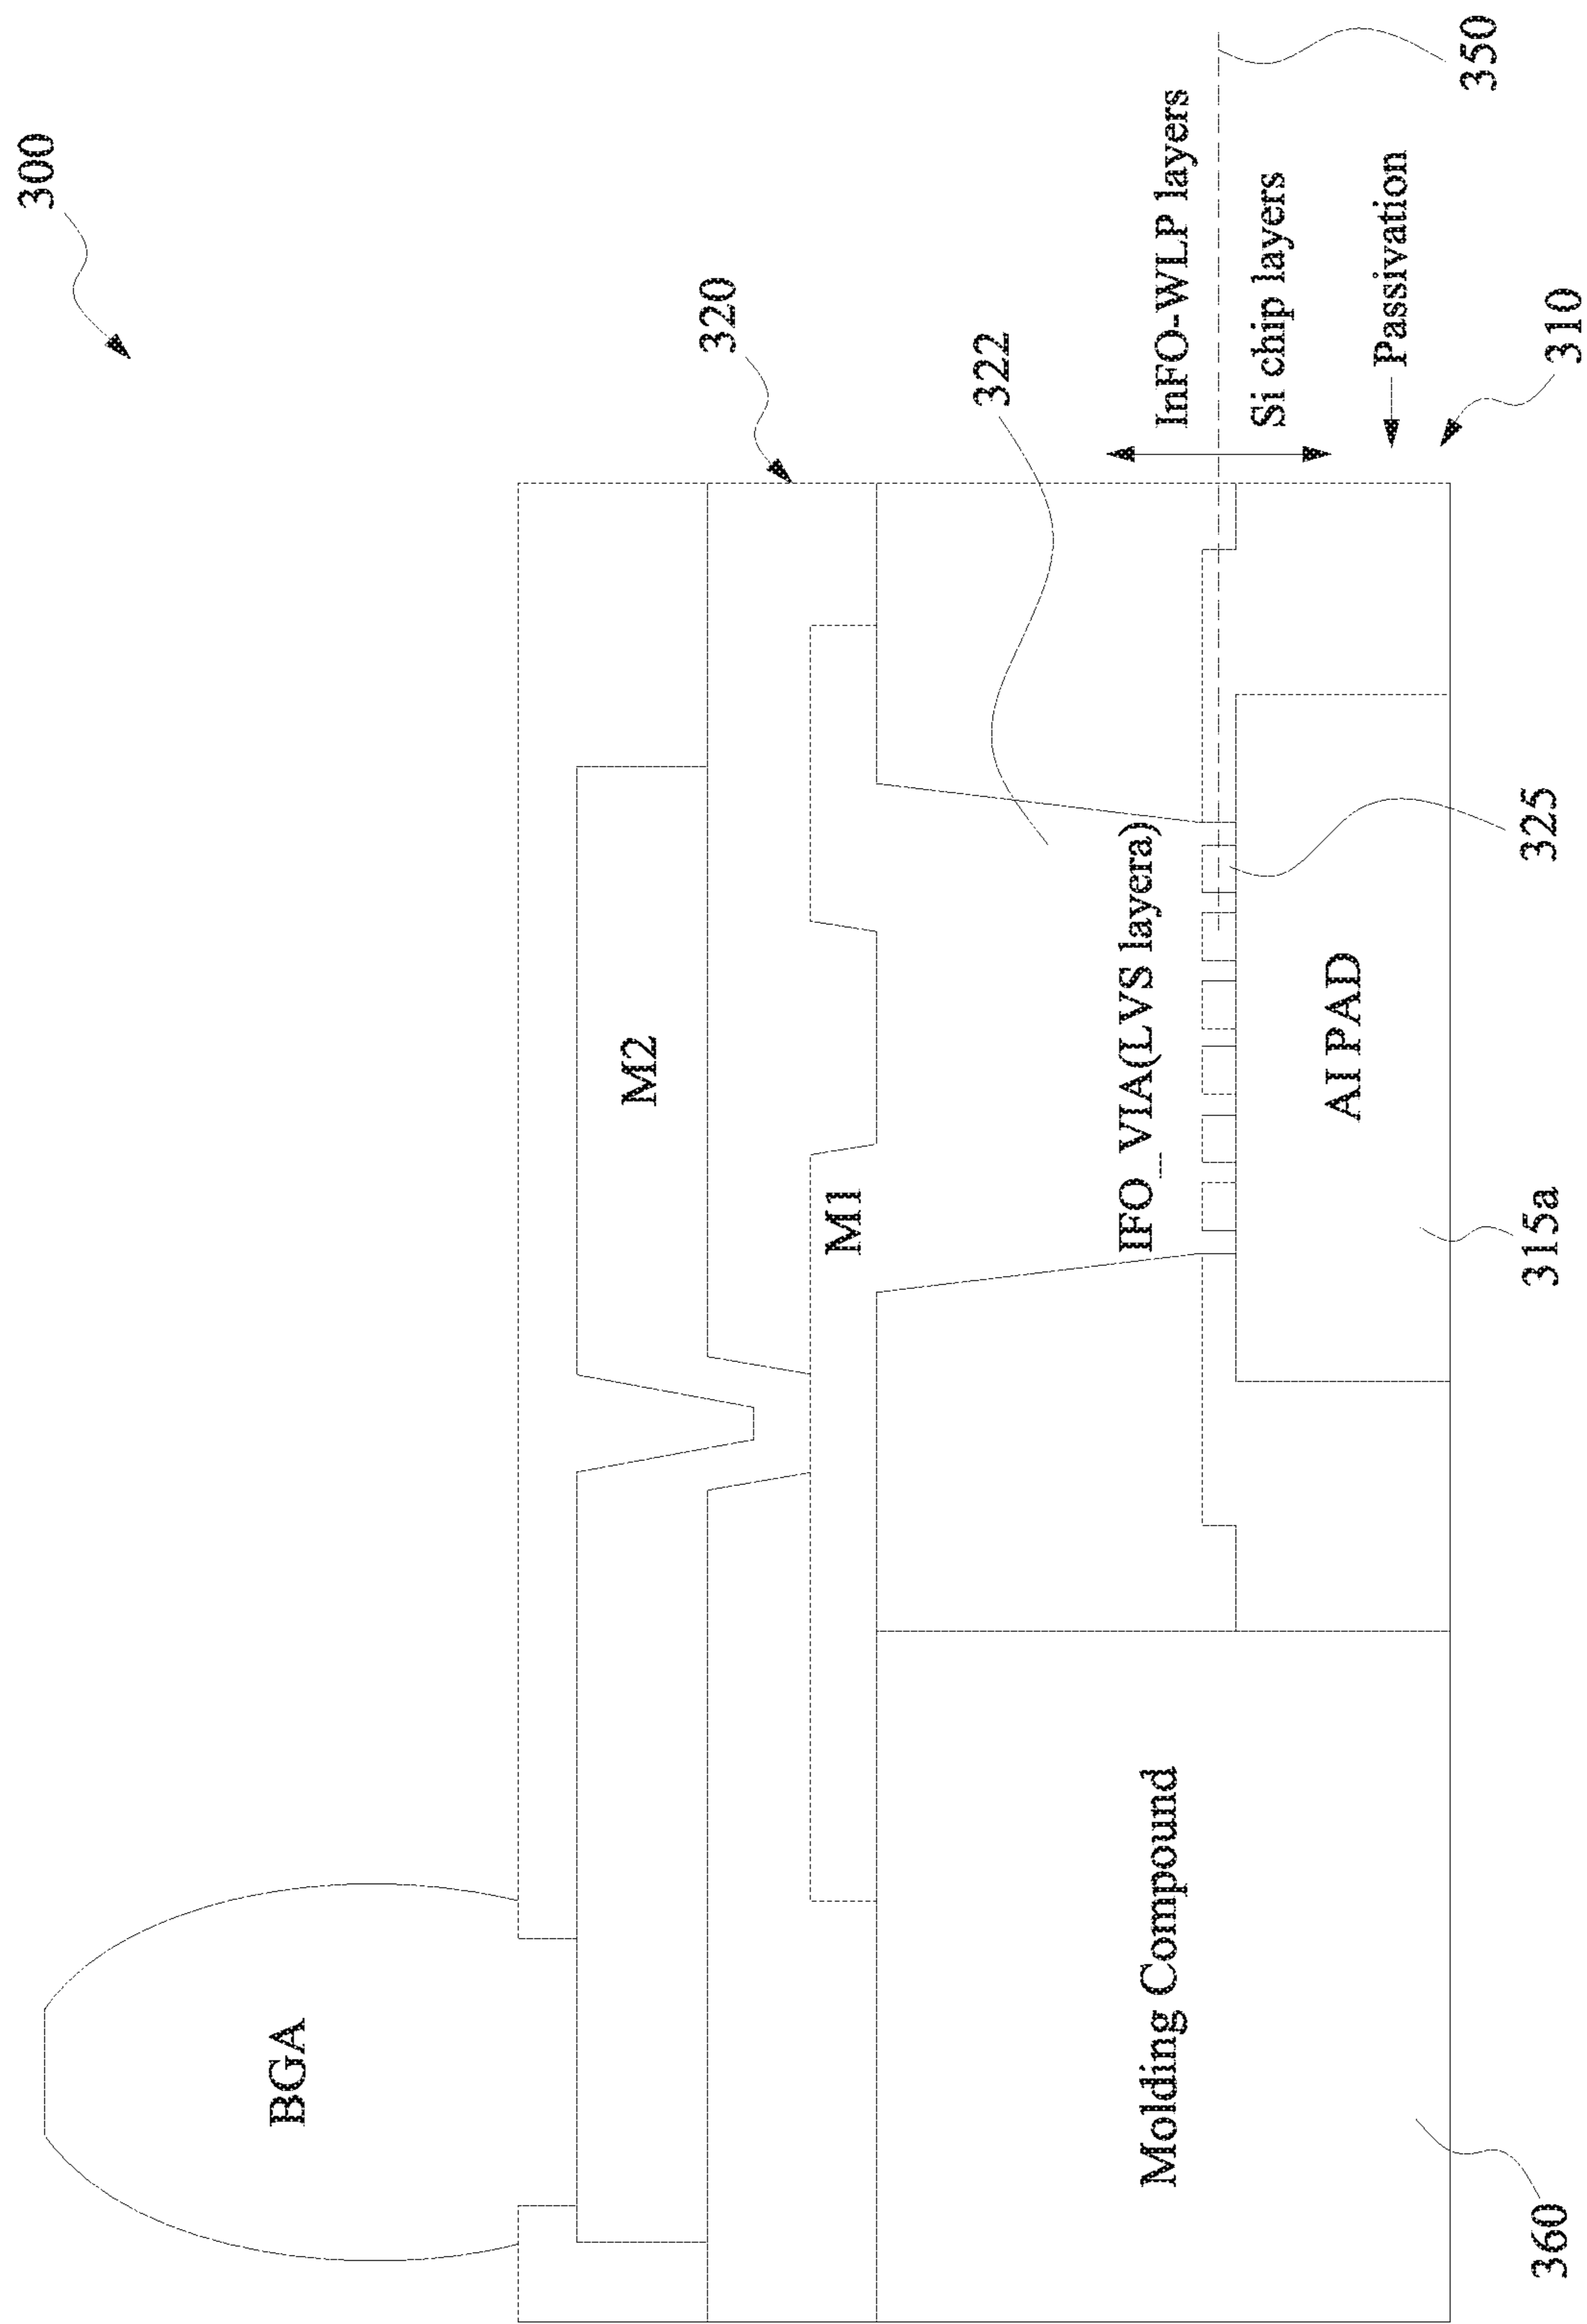 300
BGA
320
M2
M1
322
InFO-WLP layers
IFO_VIA(LVS layera)
Si chip layers
350
Molding Compound
AI PAD
Passivation
310
360
315a
325